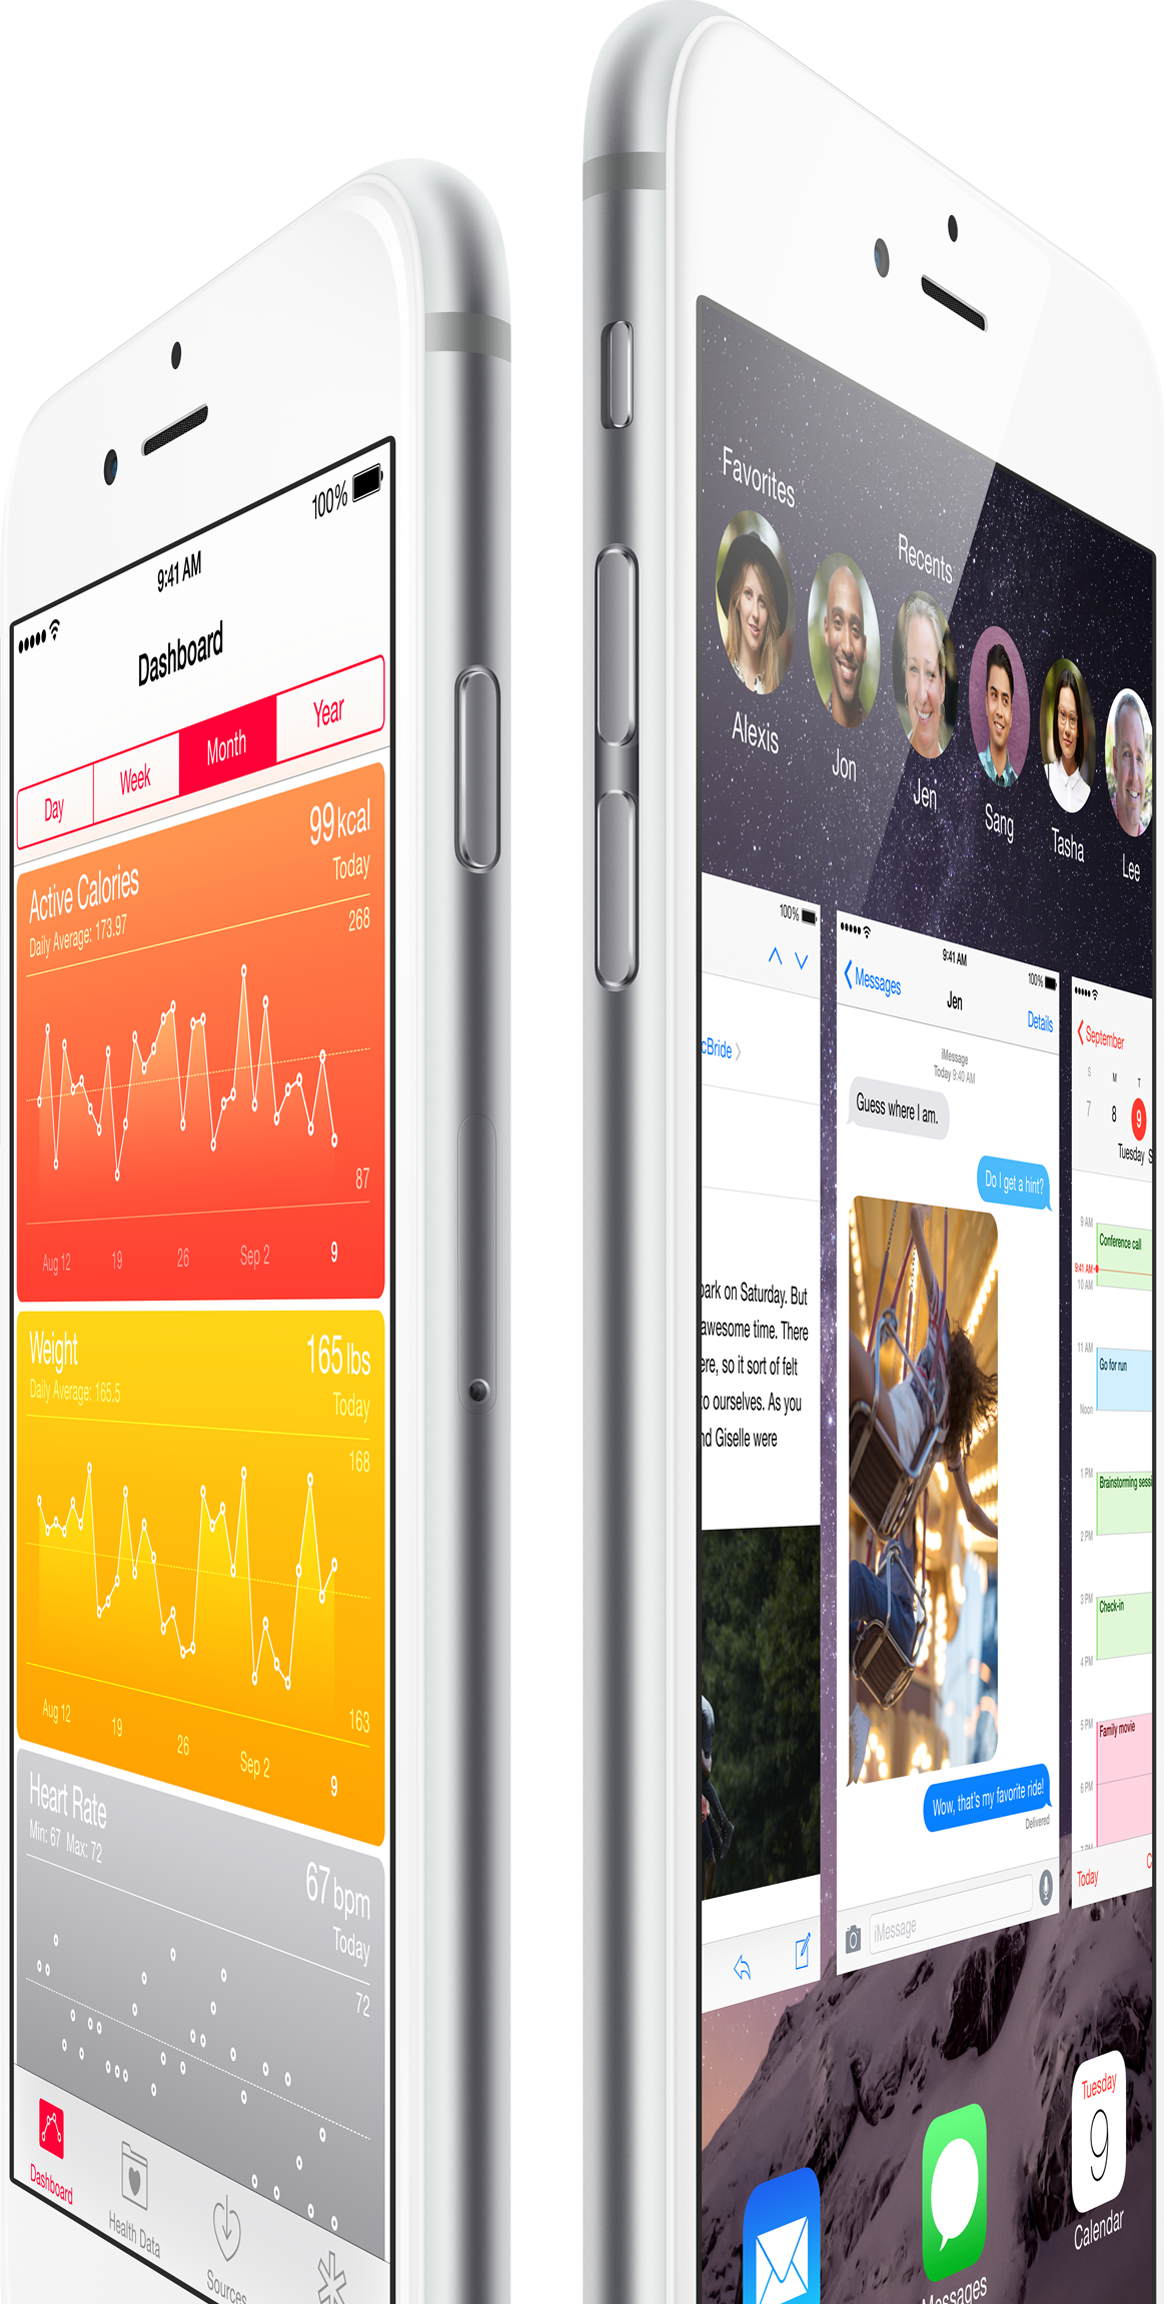 100%
9:41 AM
Dashboard
Day
Week
Month
Year
Active Calories
99 kcal
Daily Average: 173.97
Today
268
87
Aug 12
19
26
Sep 2
9
Weight
165 lbs
Daily Average: 165.5
Today
168
163
Aug 12
19
26
Sep 2
9
Heart Rate
67 bpm
Min: 67 Max: 72
Today
72
Dashboard
Health Data
Sources
Favorites
Recents
Alexis
Jon
Jen
Sang
Tasha
Lee
100%
cBride
park on Saturday. But
awesome time. There
ere, so it sort of felt
to ourselves. As you
nd Giselle were
9:41 AM
100%
Messages
Jen
Details
iMessage
Today 9:40 AM
Guess where I am.
Do I get a hint?
Wow, that's my favorite ride!
Delivered
iMessage
September
S M T
7 8 9
Tuesday S
9 AM
Conference call
9:41 AM
10 AM
11 AM
Go for run
Noon
1 PM
Brainstorming sessi
2 PM
3 PM
Check-in
4 PM
5 PM
Family movie
6 PM
Today
C
Messages
Tuesday
9
Calendar